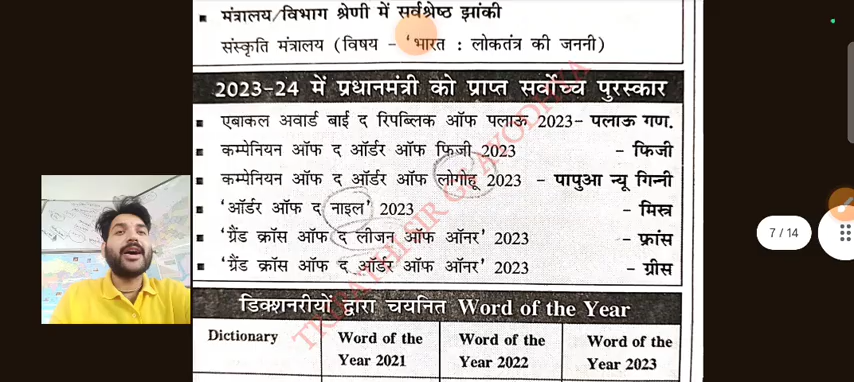 मंत्रालय/विभाग श्रेणी में सर्वश्रेष्ठ झांकी
संस्कृति मंत्रालय (विषय - 'भारत : लोकतंत्र की जननी)
2023-24 में प्रधानमंत्री को प्राप्त सर्वोच्च पुरस्कार
एबाकल अवार्ड बाई द रिपब्लिक ऑफ पलाऊ 2023- पलाऊ गण.
कम्पेनियन ऑफ द ऑर्डर ऑफ फिजी 2023 - फिजी
कम्पेनियन ऑफ द ऑर्डर ऑफ लोगोहू 2023 - पापुआ न्यू गिन्नी
'ऑर्डर ऑफ द नाइल' 2023 - मिस्त्र
'ग्रैंड क्रॉस ऑफ द लीजन ऑफ ऑनर' 2023 - फ्रांस
'ग्रैंड क्रॉस ऑफ द ऑर्डर ऑफ ऑनर' 2023 - ग्रीस
TRIPATHI SIR GS AYODHYA
7 / 14
डिक्शनरीयों द्वारा चयनित Word of the Year
Dictionary Word of the Year 2021 Word of the Year 2022 Word of the Year 2023